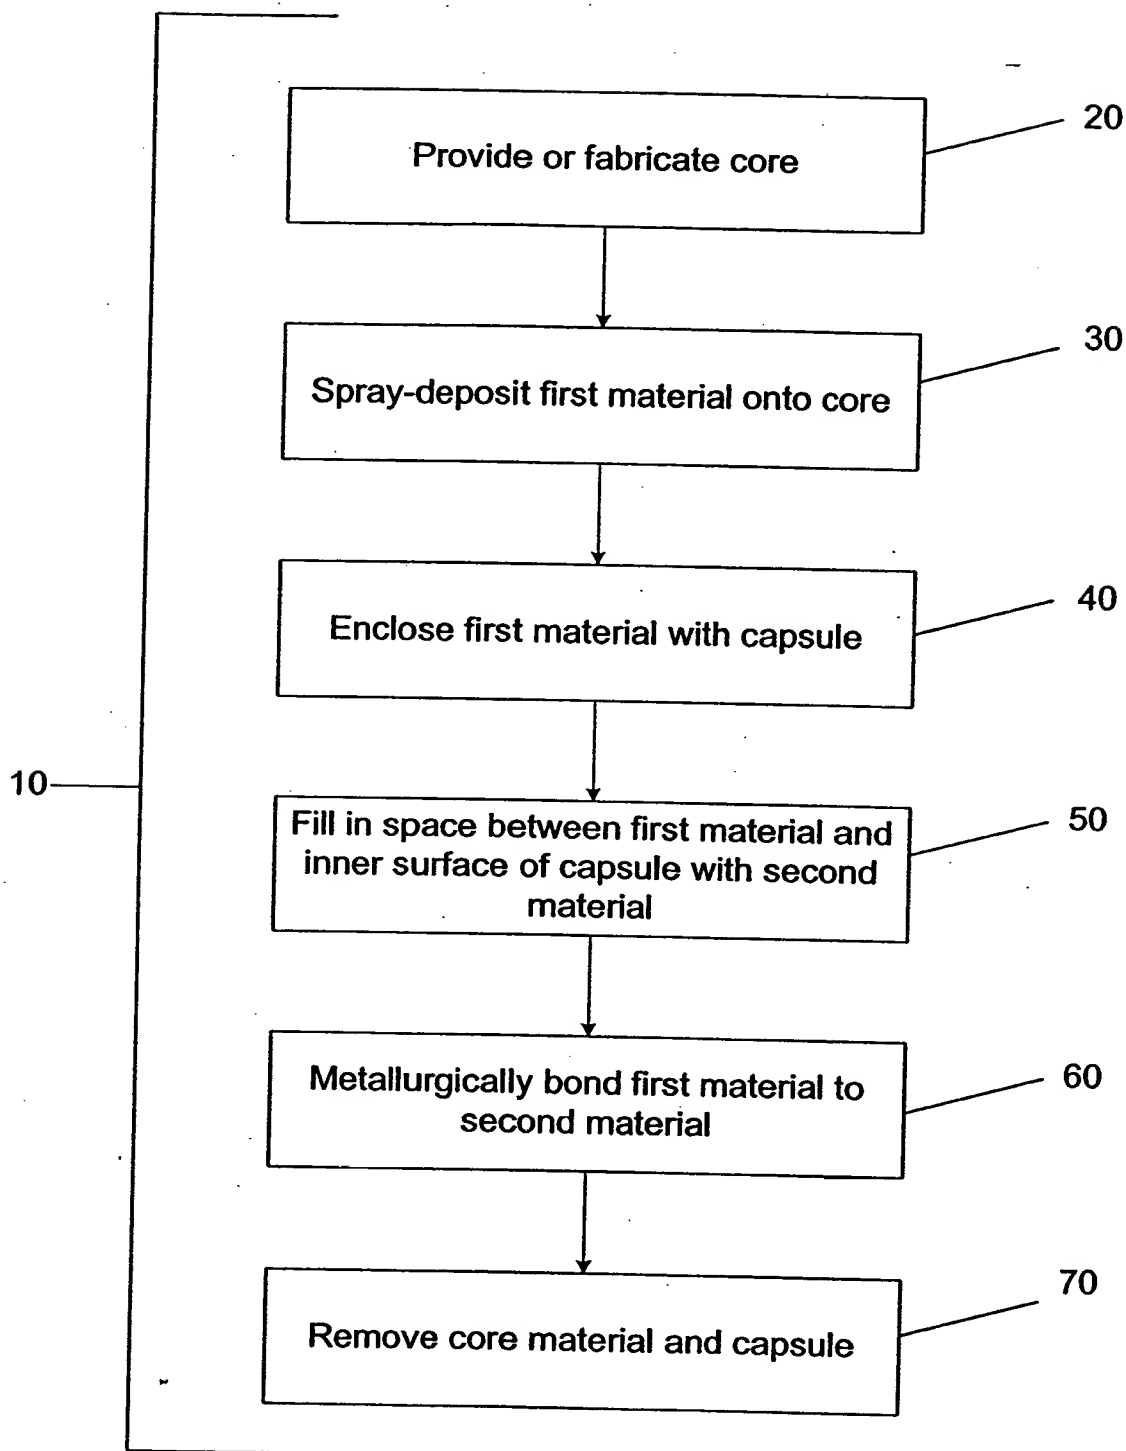 20
Provide or fabricate core
30
Spray-deposit first material onto core
40
Enclose first material with capsule
10
50
Fill in space between first material and
inner surface of capsule with second
material
60
Metallurgically bond first material to
second material
70
Remove core material and capsule